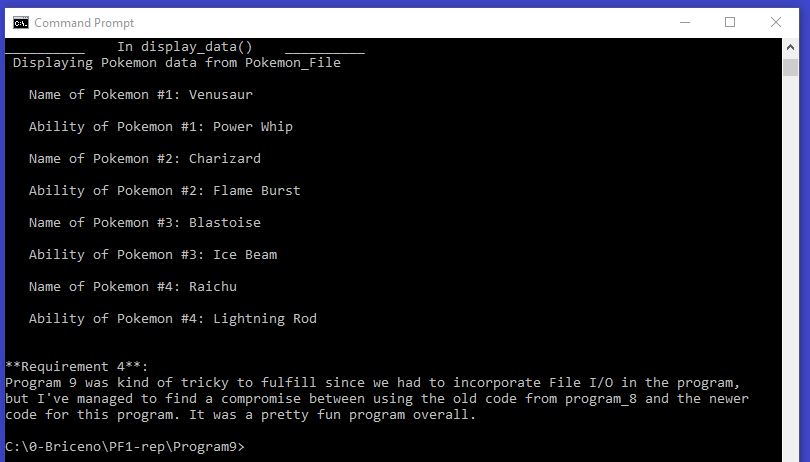 Command Prompt
__________    In display_data()    __________
Displaying Pokemon data from Pokemon_File
Name of Pokemon #1: Venusaur
Ability of Pokemon #1: Power Whip
Name of Pokemon #2: Charizard
Ability of Pokemon #2: Flame Burst
Name of Pokemon #3: Blastoise
Ability of Pokemon #3: Ice Beam
Name of Pokemon #4: Raichu
Ability of Pokemon #4: Lightning Rod
**Requirement 4**:
Program 9 was kind of tricky to fulfill since we had to incorporate File I/O in the program,
but I've managed to find a compromise between using the old code from program_8 and the newer
code for this program. It was a pretty fun program overall.
C:\0-Briceno\PF1-rep\Program9>